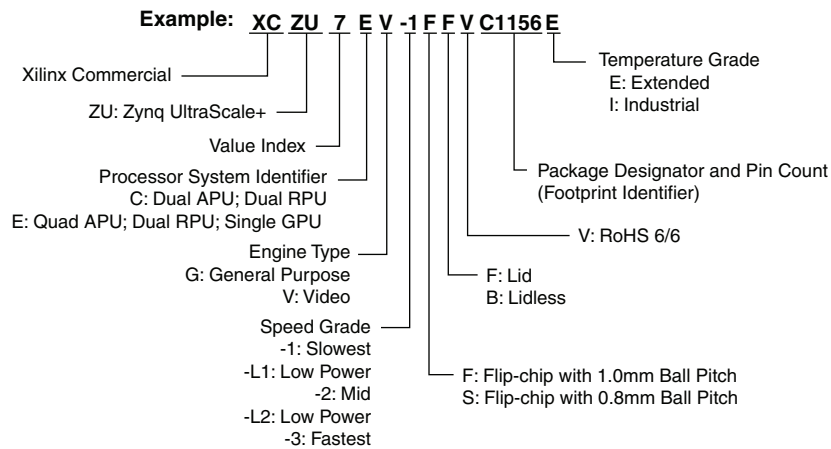 Example: XC ZU 7 E V -1 F F V C1156 E
Xilinx Commercial
ZU: Zynq UltraScale+
Value Index
Processor System Identifier
C: Dual APU; Dual RPU
E: Quad APU; Dual RPU; Single GPU
Engine Type
G: General Purpose
V: Video
Speed Grade
-1: Slowest
-L1: Low Power
-2: Mid
-L2: Low Power
-3: Fastest
Temperature Grade
E: Extended
I: Industrial
Package Designator and Pin Count
(Footprint Identifier)
V: RoHS 6/6
F: Lid
B: Lidless
F: Flip-chip with 1.0mm Ball Pitch
S: Flip-chip with 0.8mm Ball Pitch